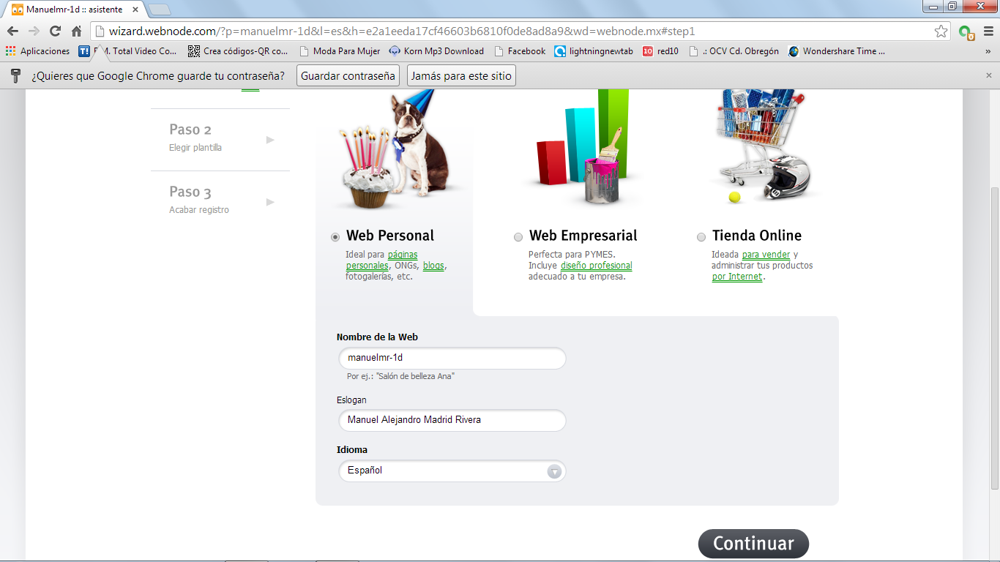 Manuelmr-1d :: asistente
wizard.webnode.com/?p=manuelmr-1d&l=es&h=e2a1eeda17cf46603b6810f0de8ad8a9&wd=webnode.mx#step1
Aplicaciones
M. Total Video Co...
Crea códigos-QR co...
Moda Para Mujer
Korn Mp3 Download
Facebook
lightningnewtab
10 red10
.: OCV Cd. Obregón
Wondershare Time ...
»
¿Quieres que Google Chrome guarde tu contraseña?
Guardar contraseña
Jamás para este sitio
Paso 2
Elegir plantilla
Paso 3
Acabar registro
Web Personal
Ideal para páginas
personales, ONGs, blogs,
fotogalerías, etc.
Web Empresarial
Perfecta para PYMES.
Incluye diseño profesional
adecuado a tu empresa.
Tienda Online
Ideada para vender y
administrar tus productos
por Internet.
Nombre de la Web
manuelmr-1d
Por ej.: "Salón de belleza Ana"
Eslogan
Manuel Alejandro Madrid Rivera
Idioma
Español
Continuar